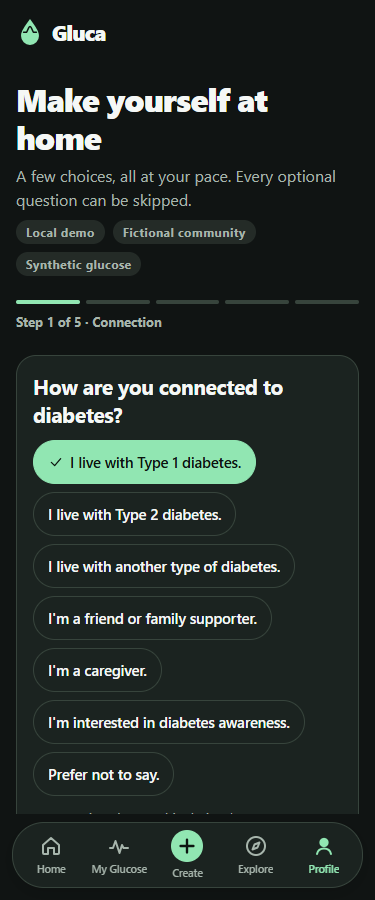 Gluca
Make yourself at
home
A few choices, all at your pace. Every optional
question can be skipped.
Local demo
Fictional community
Synthetic glucose
Step 1 of 5 · Connection
How are you connected to
diabetes?
I live with Type 1 diabetes.
I live with Type 2 diabetes.
I live with another type of diabetes.
I'm a friend or family supporter.
I'm a caregiver.
I'm interested in diabetes awareness.
Prefer not to say.
Home
My Glucose
Create
Explore
Profile